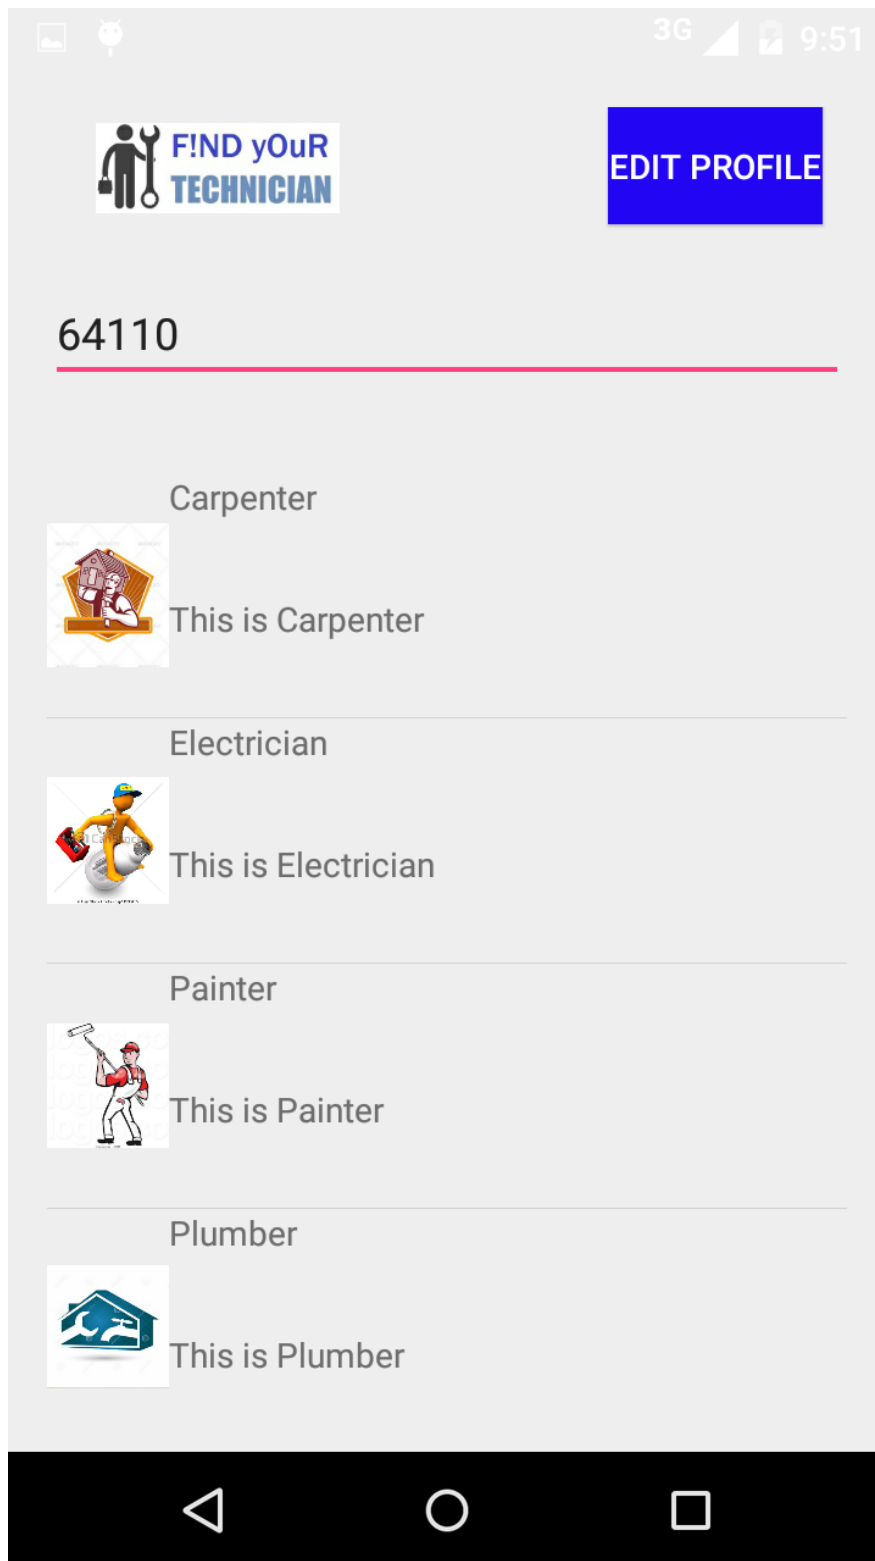 3G 9:51
F!ND yOuR
TECHNICIAN
EDIT PROFILE
64110
Carpenter
This is Carpenter
Electrician
This is Electrician
Painter
This is Painter
Plumber
This is Plumber